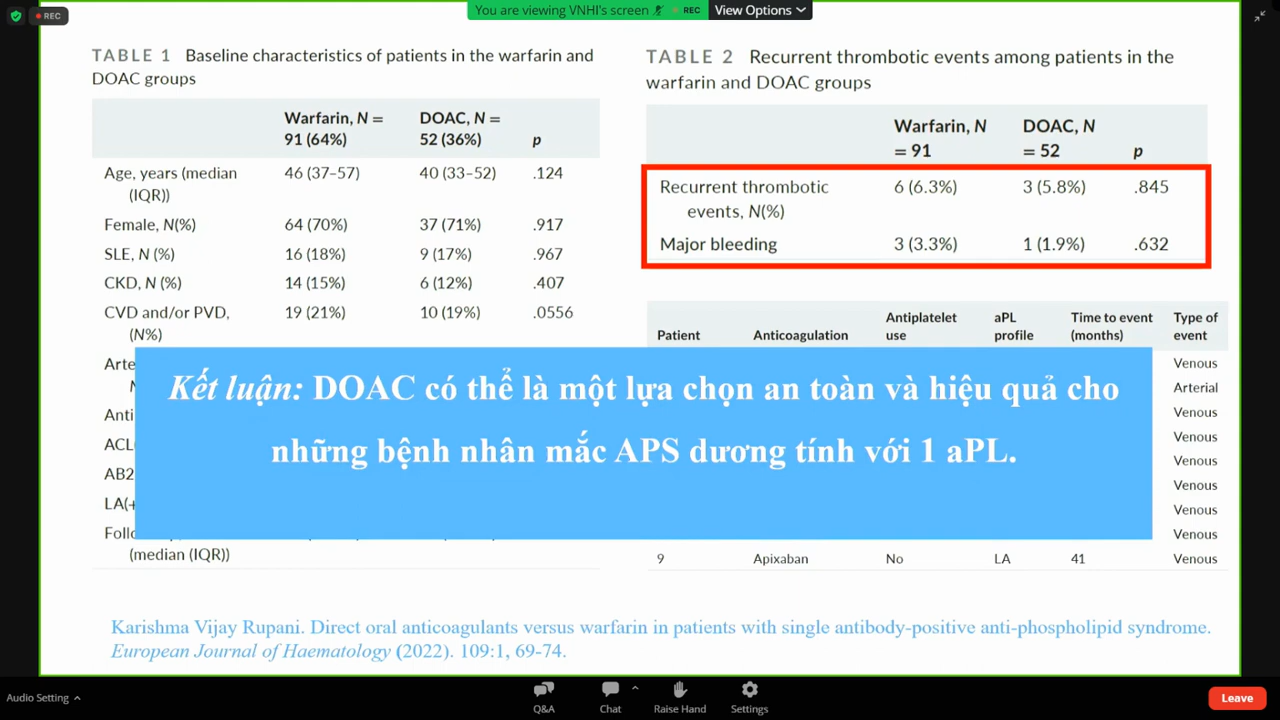 REC
You are viewing VNHI's screen REC View Options
TABLE 1 Baseline characteristics of patients in the warfarin and
DOAC groups
Warfarin, N = DOAC, N =
91 (64%) 52 (36%) p
Age, years (median 46 (37–57) 40 (33–52) .124
(IQR))
Female, N(%) 64 (70%) 37 (71%) .917
SLE, N (%) 16 (18%) 9 (17%) .967
CKD, N (%) 14 (15%) 6 (12%) .407
CVD and/or PVD, 19 (21%) 10 (19%) .0556
(N%)
TABLE 2 Recurrent thrombotic events among patients in the
warfarin and DOAC groups
Warfarin, N DOAC, N
= 91 = 52 p
Recurrent thrombotic 6 (6.3%) 3 (5.8%) .845
events, N(%)
Major bleeding 3 (3.3%) 1 (1.9%) .632
Antiplatelet aPL Time to event Type of
Patient Anticoagulation use profile (months) event
Venous
Arterial
Venous
Venous
Venous
Venous
Venous
Venous
9 Apixaban No LA 41 Venous
Kết luận: DOAC có thể là một lựa chọn an toàn và hiệu quả cho
những bệnh nhân mắc APS dương tính với 1 aPL.
(median (IQR))
Karishma Vijay Rupani. Direct oral anticoagulants versus warfarin in patients with single antibody-positive anti-phospholipid syndrome.
European Journal of Haematology (2022). 109:1, 69-74.
Audio Setting Q&A Chat Raise Hand Settings Leave